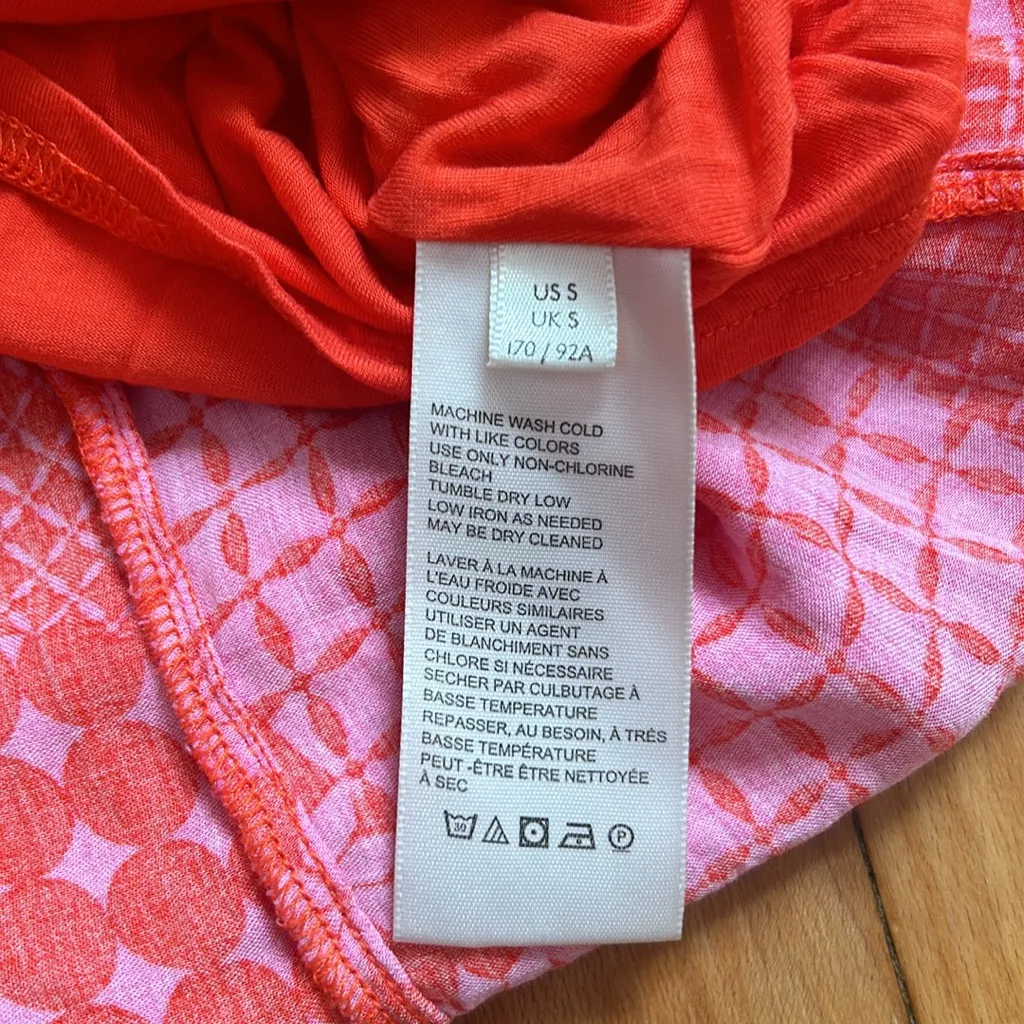 US S
UK S
170 / 92A
MACHINE WASH COLD
WITH LIKE COLORS
USE ONLY NON-CHLORINE
BLEACH
TUMBLE DRY LOW
LOW IRON AS NEEDED
MAY BE DRY CLEANED
LAVER À LA MACHINE À
L'EAU FROIDE AVEC
COULEURS SIMILAIRES
UTILISER UN AGENT
DE BLANCHIMENT SANS
CHLORE SI NÉCESSAIRE
SECHER PAR CULBUTAGE À
BASSE TEMPERATURE
REPASSER, AU BESOIN, À TRÈS
BASSE TEMPÉRATURE
PEUT -ÊTRE ÊTRE NETTOYÉE
À SEC
30 P